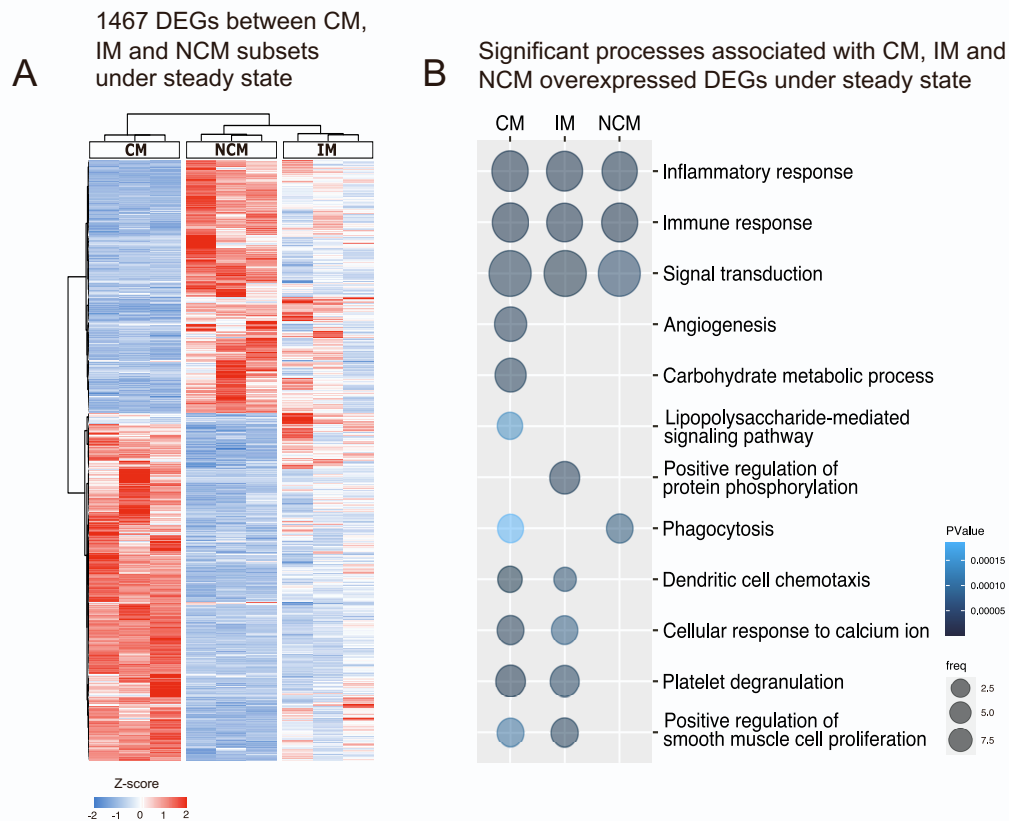 1467 DEGs between CM,
IM and NCM subsets
under steady state
A
CM
NCM
IM
Z-score
-2 -1 0 1 2
B
Significant processes associated with CM, IM and
NCM overexpressed DEGs under steady state
CM IM NCM
Inflammatory response
Immune response
Signal transduction
Angiogenesis
Carbohydrate metabolic process
Lipopolysaccharide-mediated
signaling pathway
Positive regulation of
protein phosphorylation
Phagocytosis
Dendritic cell chemotaxis
Cellular response to calcium ion
Platelet degranulation
Positive regulation of
smooth muscle cell proliferation
PValue
0.00015
0.00010
0.00005
freq
2.5
5.0
7.5